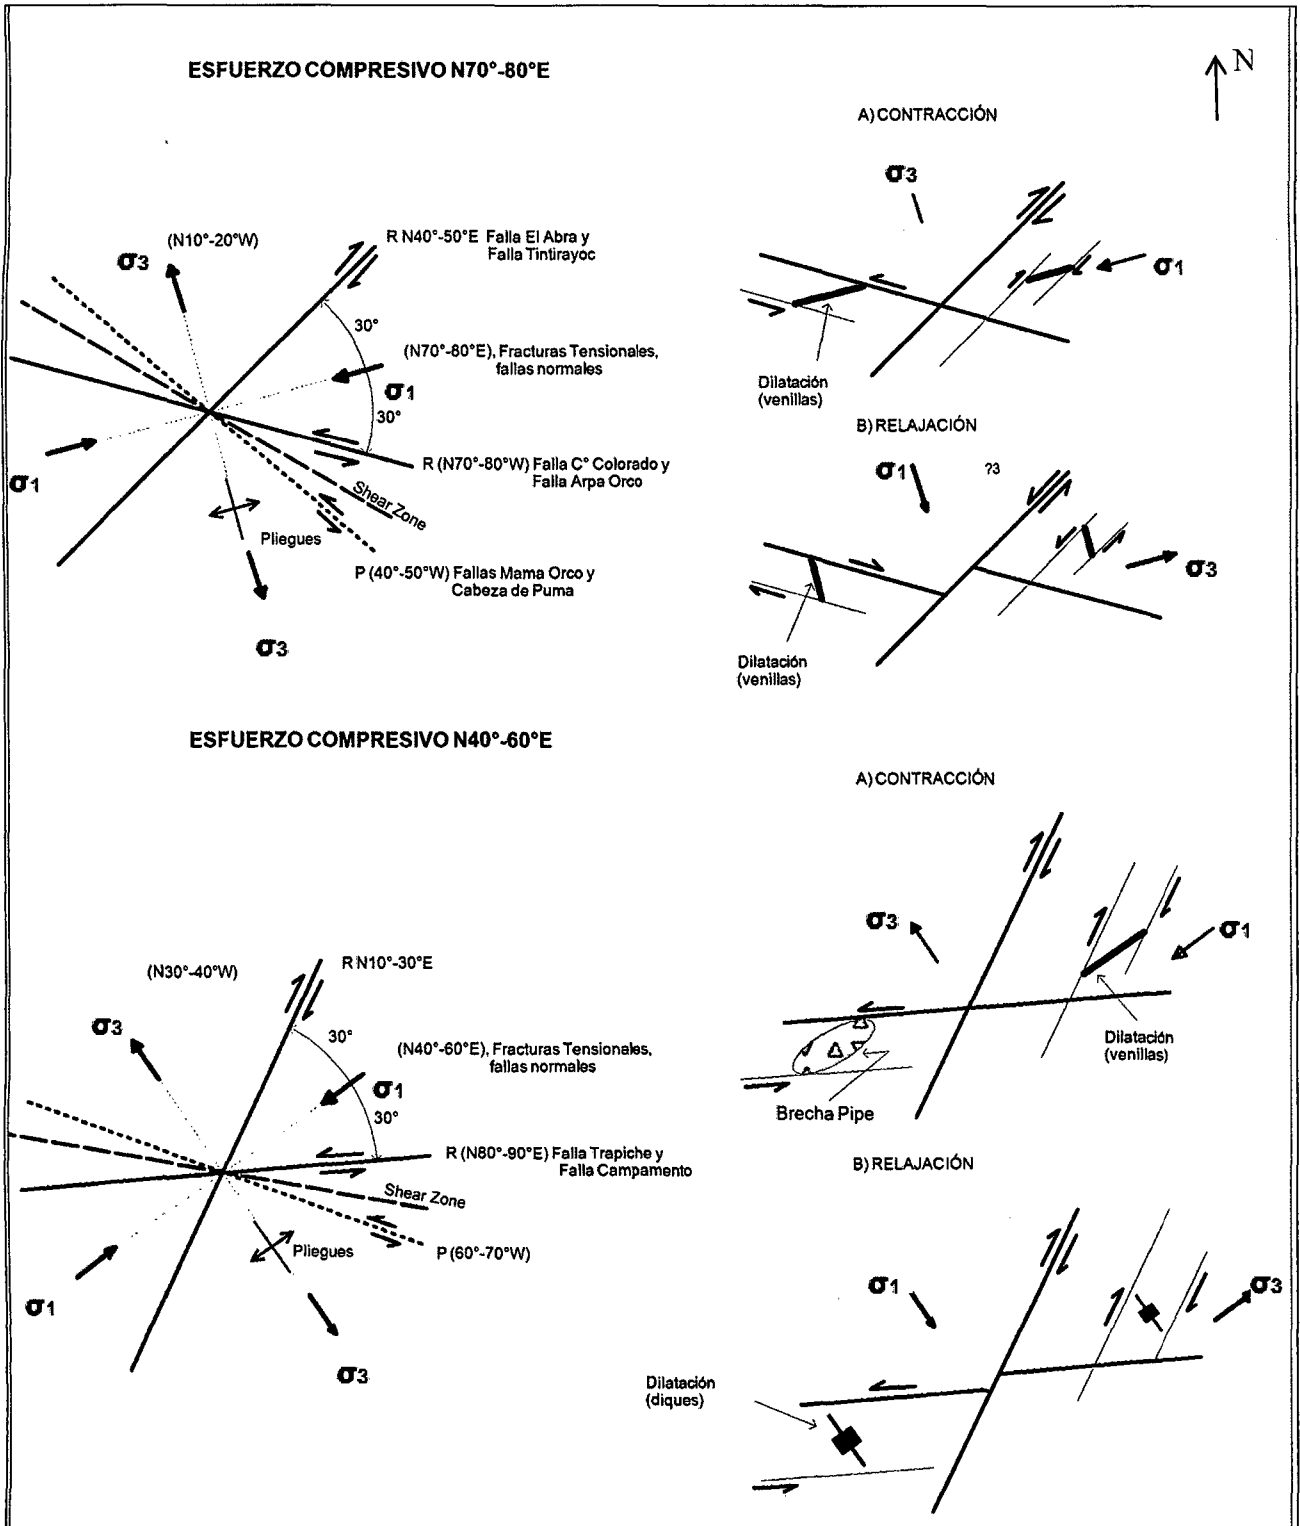 ESFUERZO COMPRESIVO N70°-80°E
N
A) CONTRACCIÓN
σ3
(N10°-20°W)
σ3
R N40°-50°E Falla El Abra y
Falla Tintirayoc
σ1
30°
(N70°-80°E), Fracturas Tensionales,
fallas normales
σ1
30°
Dilatación
(venillas)
B) RELAJACIÓN
σ1
?3
R (N70°-80°W) Falla C° Colorado y
Falla Arpa Orco
σ1
Shear Zone
Pliegues
P (40°-50°W) Fallas Mama Orco y
Cabeza de Puma
σ3
σ3
Dilatación
(venillas)
ESFUERZO COMPRESIVO N40°-60°E
A) CONTRACCIÓN
σ3
σ1
(N30°-40°W)
R N10°-30°E
σ3
30°
(N40°-60°E), Fracturas Tensionales,
fallas normales
σ1
30°
Dilatación
(venillas)
Brecha Pipe
R (N80°-90°E) Falla Trapiche y
Falla Campamento
B) RELAJACIÓN
Shear Zone
Pliegues
P (60°-70°W)
σ1
σ3
σ1
σ3
Dilatación
(diques)